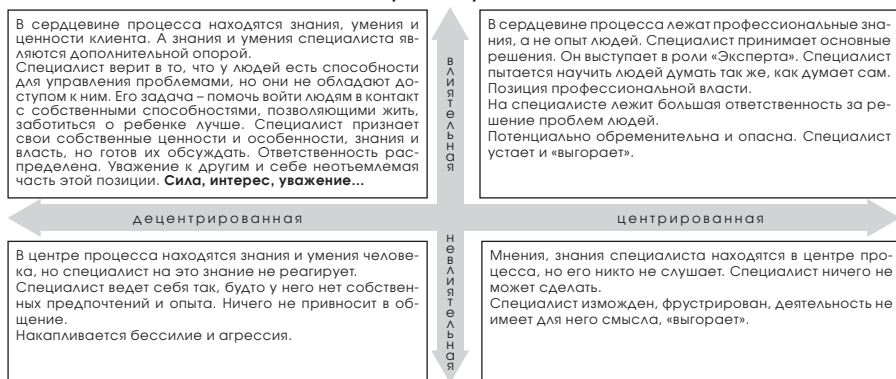 В сердцевине процесса находятся знания, умения и
ценности клиента. А знания и умения специалиста яв-
ляются дополнительной опорой.
Специалист верит в то, что у людей есть способности
для управления проблемами, но они не обладают до-
ступом к ним. Его задача – помочь войти людям в контакт
с собственными способностями, позволяющими жить,
заботиться о ребенке лучше. Специалист признает
свои собственные ценности и особенности, знания и
власть, но готов их обсуждать. Ответственность рас-
пределена. Уважение к другим и себе неотъемлемая
часть этой позиции. Сила, интерес, уважение...
влиятельная
В сердцевине процесса лежат профессиональные зна-
ния, а не опыт людей. Специалист принимает основные
решения. Он выступает в роли «Эксперта». Специалист
пытается научить людей думать так же, как думает сам.
Позиция профессиональной власти.
На специалисте лежит большая ответственность за ре-
шение проблем людей.
Потенциально обременительна и опасна. Специалист
устает и «выгорает».
децентрированная
центрированная
В центре процесса находятся знания и умения челове-
ка, но специалист на это знание не реагирует.
Специалист ведет себя так, будто у него нет собствен-
ных предпочтений и опыта. Ничего не привносит в об-
щение.
Накапливается бессилие и агрессия.
невлиятельная
Мнения, знания специалиста находятся в центре про-
цесса, но его никто не слушает. Специалист ничего не
может сделать.
Специалист изможден, фрустрирован, деятельность не
имеет для него смысла, «выгорает».